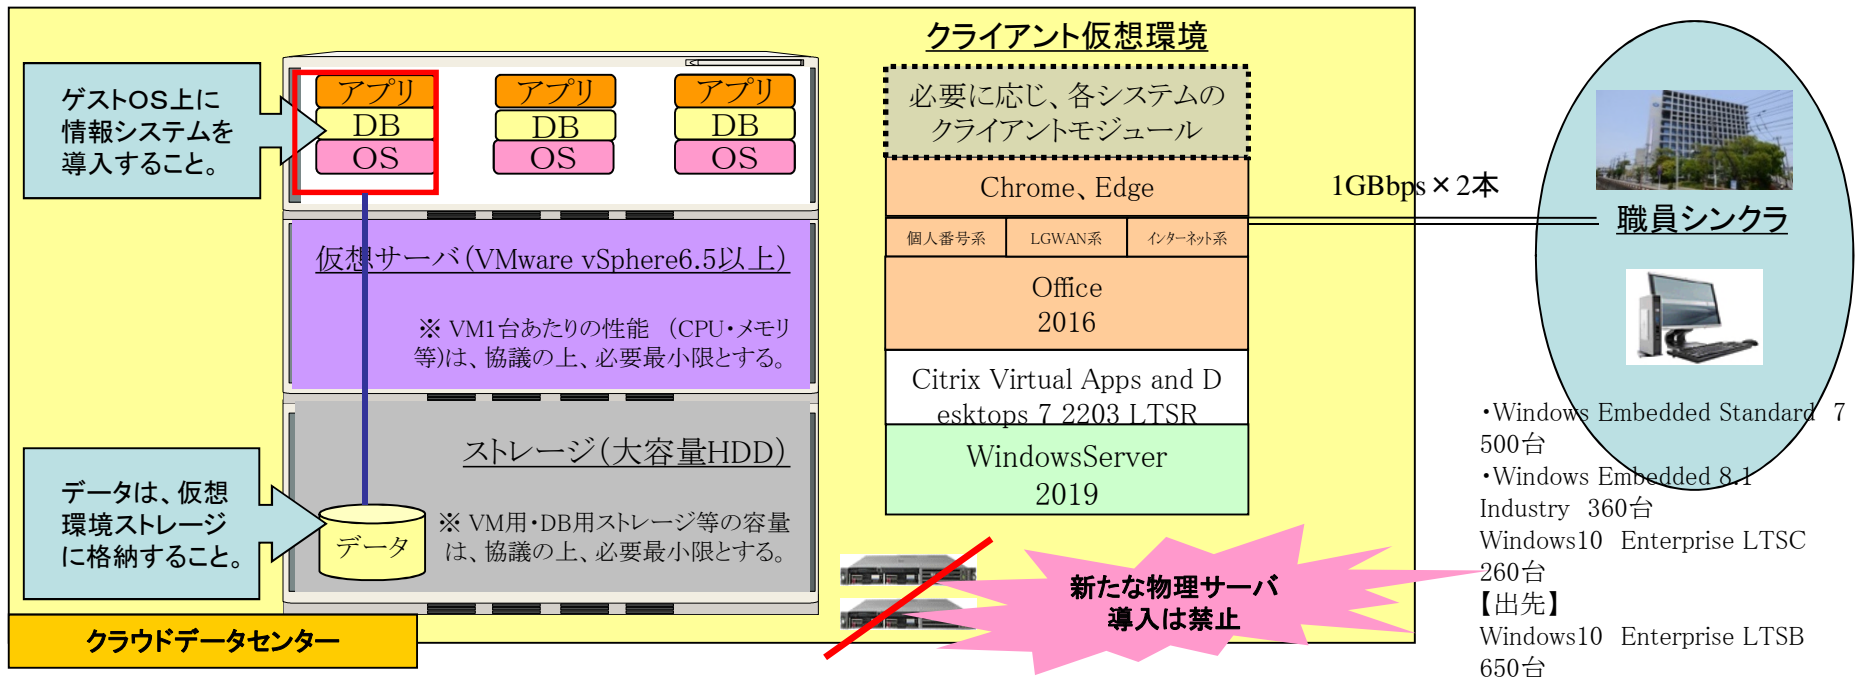 クライアント仮想環境
ゲストOS上に
情報システムを
導入すること。
アプリ
DB
OS
アプリ
DB
OS
アプリ
DB
OS
仮想サーバ(VMware vSphere6.5以上)
※ VM1台あたりの性能 (CPU・メモリ
等)は、協議の上、必要最小限とする。
ストレージ(大容量HDD)
※ VM用・DB用ストレージ等の容量
は、協議の上、必要最小限とする。
データは、仮想
環境ストレージ
に格納すること。
データ
クラウドデータセンター
必要に応じ、各システムの
クライアントモジュール
Chrome、Edge
個人番号系
LGWAN系
インターネット系
Office
2016
Citrix Virtual Apps and D
esktops 7 2203 LTSR
WindowsServer
2019
新たな物理サーバ
導入は禁止
1GBbps×2本
職員シンクラ
・Windows Embedded Standard 7
500台
・Windows Embedded 8.1
Industry 360台
Windows10 Enterprise LTSC
260台
【出先】
Windows10 Enterprise LTSB
650台